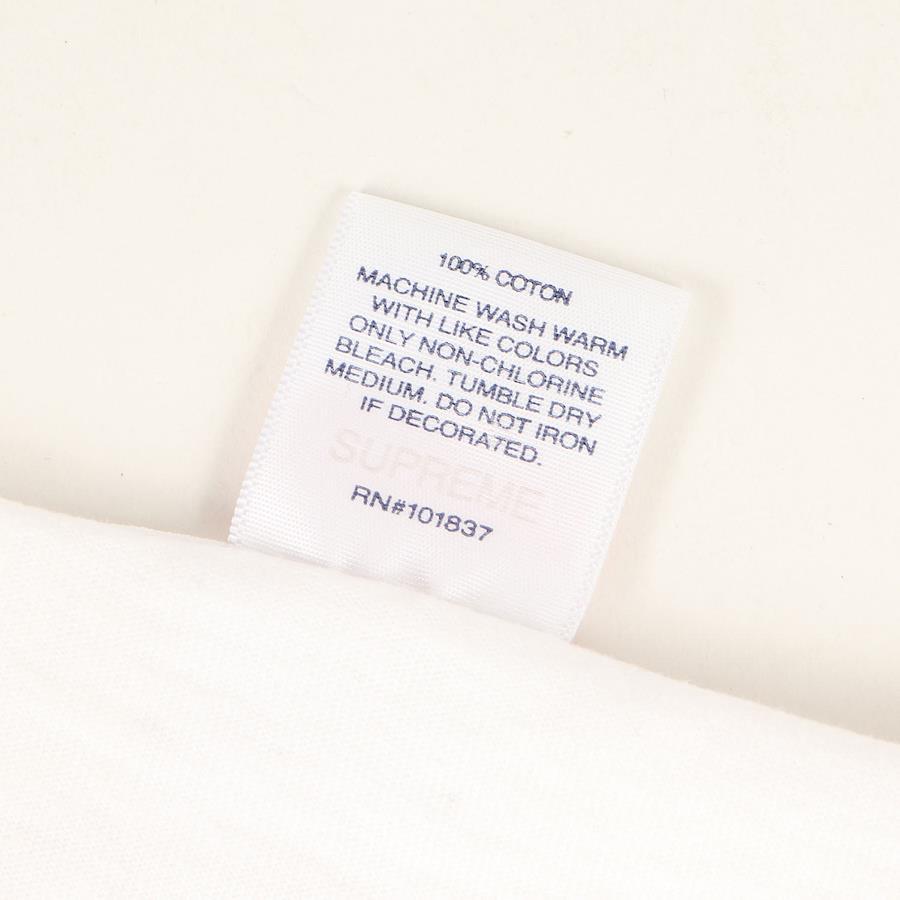 100% COTON
MACHINE WASH WARM
WITH LIKE COLORS
ONLY NON-CHLORINE
BLEACH. TUMBLE DRY
MEDIUM. DO NOT IRON
IF DECORATED.
SUPREME
RN#101837